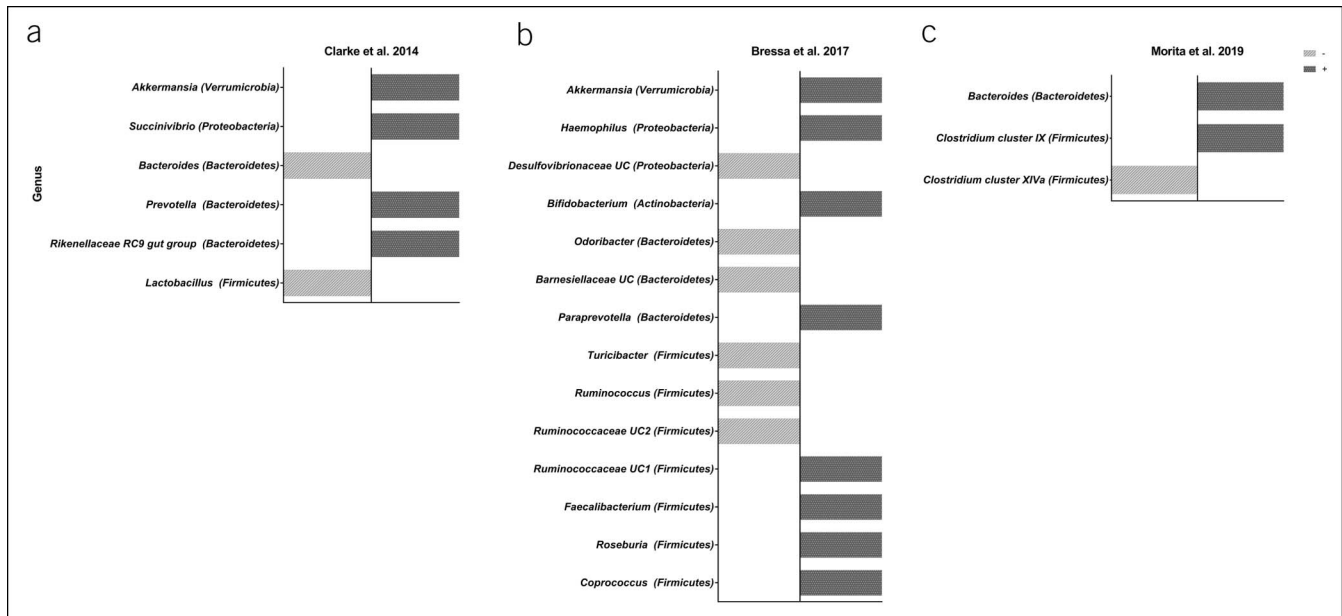 a
Clarke et al. 2014
Genus
Akkermansia (Verrumicrobia)
Succinivibrio (Proteobacteria)
Bacteroides (Bacteroidetes)
Prevotella (Bacteroidetes)
Rikenellaceae RC9 gut group (Bacteroidetes)
Lactobacillus (Firmicutes)
b
Bressa et al. 2017
Akkermansia (Verrumicrobia)
Haemophilus (Proteobacteria)
Desulfovibrionaceae UC (Proteobacteria)
Bifidobacterium (Actinobacteria)
Odoribacter (Bacteroidetes)
Barnesiellaceae UC (Bacteroidetes)
Paraprevotella (Bacteroidetes)
Turicibacter (Firmicutes)
Ruminococcus (Firmicutes)
Ruminococcaceae UC2 (Firmicutes)
Ruminococcaceae UC1 (Firmicutes)
Faecalibacterium (Firmicutes)
Roseburia (Firmicutes)
Coprococcus (Firmicutes)
c
Morita et al. 2019
Bacteroides (Bacteroidetes)
Clostridium cluster IX (Firmicutes)
Clostridium cluster XIVa (Firmicutes)
-
+